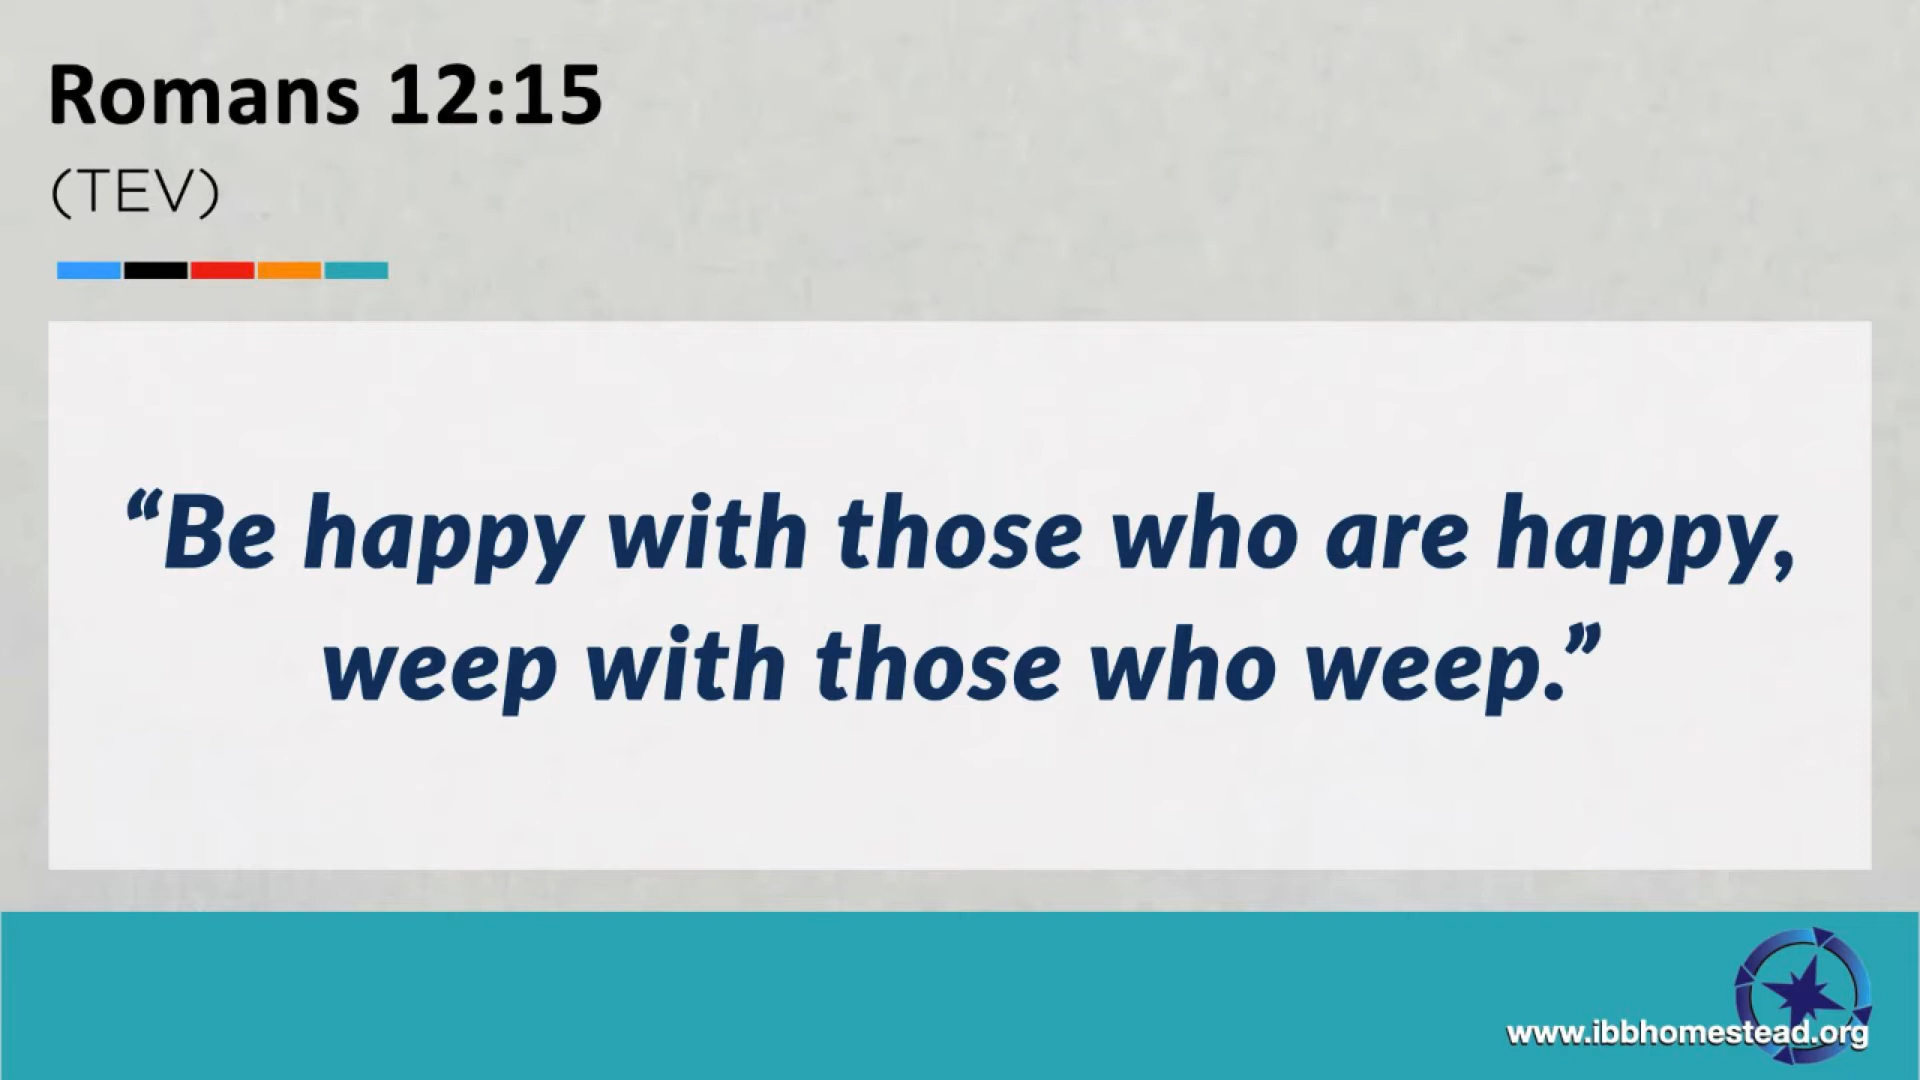 Romans 12:15
(TEV)
“Be happy with those who are happy,
weep with those who weep.”
www.ibbhomestead.org